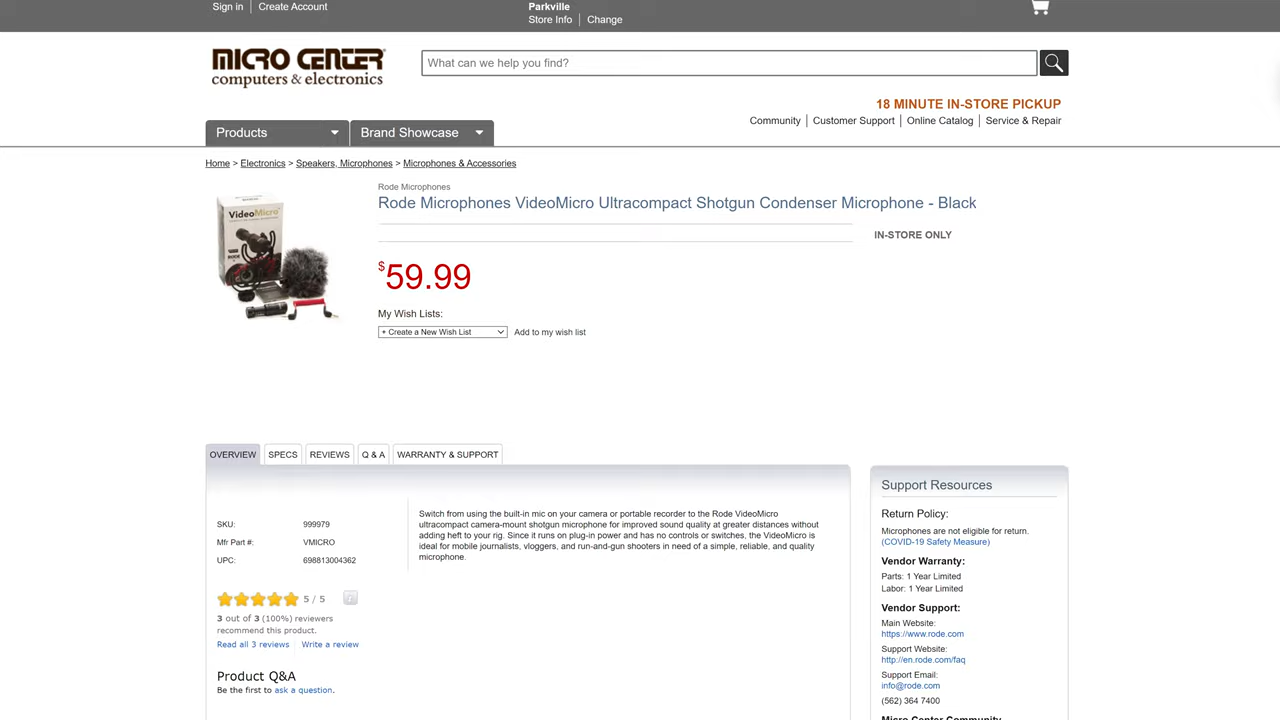 Sign in | Create Account
Parkville
Store Info | Change
MICRO CENTER
computers & electronics
What can we help you find?
18 MINUTE IN-STORE PICKUP
Community | Customer Support | Online Catalog | Service & Repair
Products
Brand Showcase
Home > Electronics > Speakers, Microphones > Microphones & Accessories
Rode Microphones
Rode Microphones VideoMicro Ultracompact Shotgun Condenser Microphone - Black
IN-STORE ONLY
VideoMicro
$59.99
My Wish Lists:
+ Create a New Wish List
Add to my wish list
OVERVIEW
SPECS
REVIEWS
Q & A
WARRANTY & SUPPORT
SKU: 999979
Mfr Part #: VMICRO
UPC: 698813004362
Switch from using the built-in mic on your camera or portable recorder to the Rode VideoMicro
ultracompact camera-mount shotgun microphone for improved sound quality at greater distances without
adding heft to your rig. Since it runs on plug-in power and has no controls or switches, the VideoMicro is
ideal for mobile journalists, vloggers, and run-and-gun shooters in need of a simple, reliable, and quality
microphone.
5 / 5
3 out of 3 (100%) reviewers
recommend this product.
Read all 3 reviews | Write a review
Product Q&A
Be the first to ask a question.
Support Resources
Return Policy:
Microphones are not eligible for return.
(COVID-19 Safety Measure)
Vendor Warranty:
Parts: 1 Year Limited
Labor: 1 Year Limited
Vendor Support:
Main Website:
https://www.rode.com
Support Website:
http://en.rode.com/faq
Support Email:
info@rode.com
(562) 364 7400
Micro Center Community